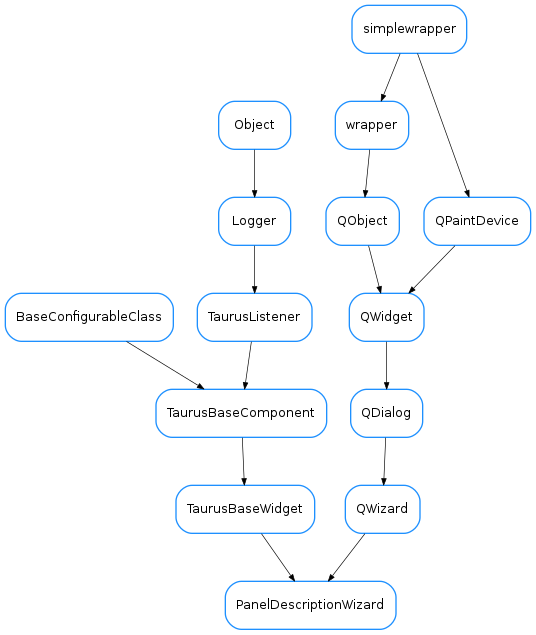 simplewrapper
Object
wrapper
Logger
QObject
QPaintDevice
BaseConfigurableClass
TaurusListener
QWidget
TaurusBaseComponent
QDialog
TaurusBaseWidget
QWizard
PanelDescriptionWizard